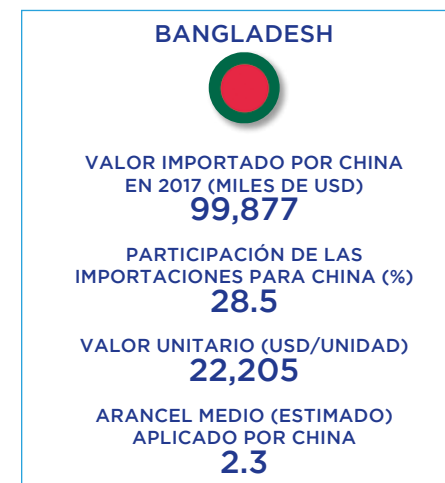 BANGLADESH
VALOR IMPORTADO POR CHINA
EN 2017 (MILES DE USD)
99,877
PARTICIPACIÓN DE LAS
IMPORTACIONES PARA CHINA (%)
28.5
VALOR UNITARIO (USD/UNIDAD)
22,205
ARANCEL MEDIO (ESTIMADO)
APLICADO POR CHINA
2.3